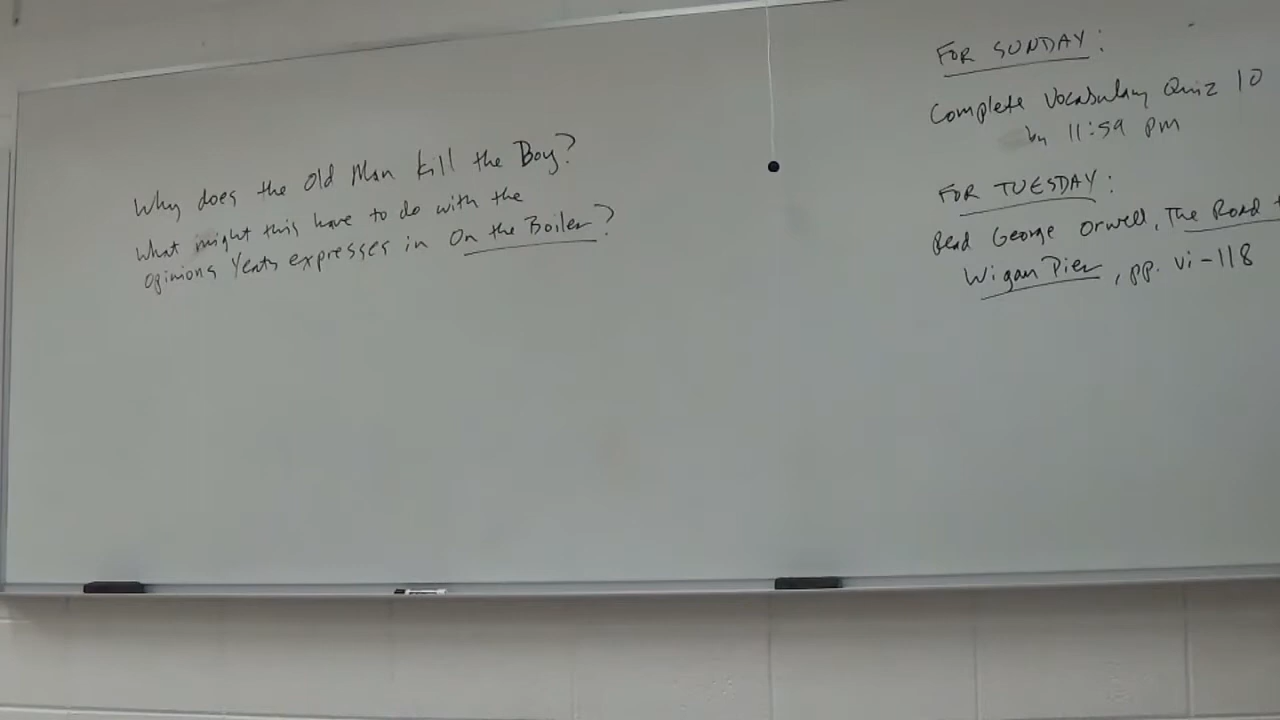 Why does the Old Man kill the Boy?
What might this have to do with the
opinions Yeats expresses in On the Boiler?
FOR SUNDAY:
Complete Vocabulary Quiz 10
by 11:59 pm
FOR TUESDAY:
Read George Orwell, The Road t
Wigan Pier, pp. vi-118